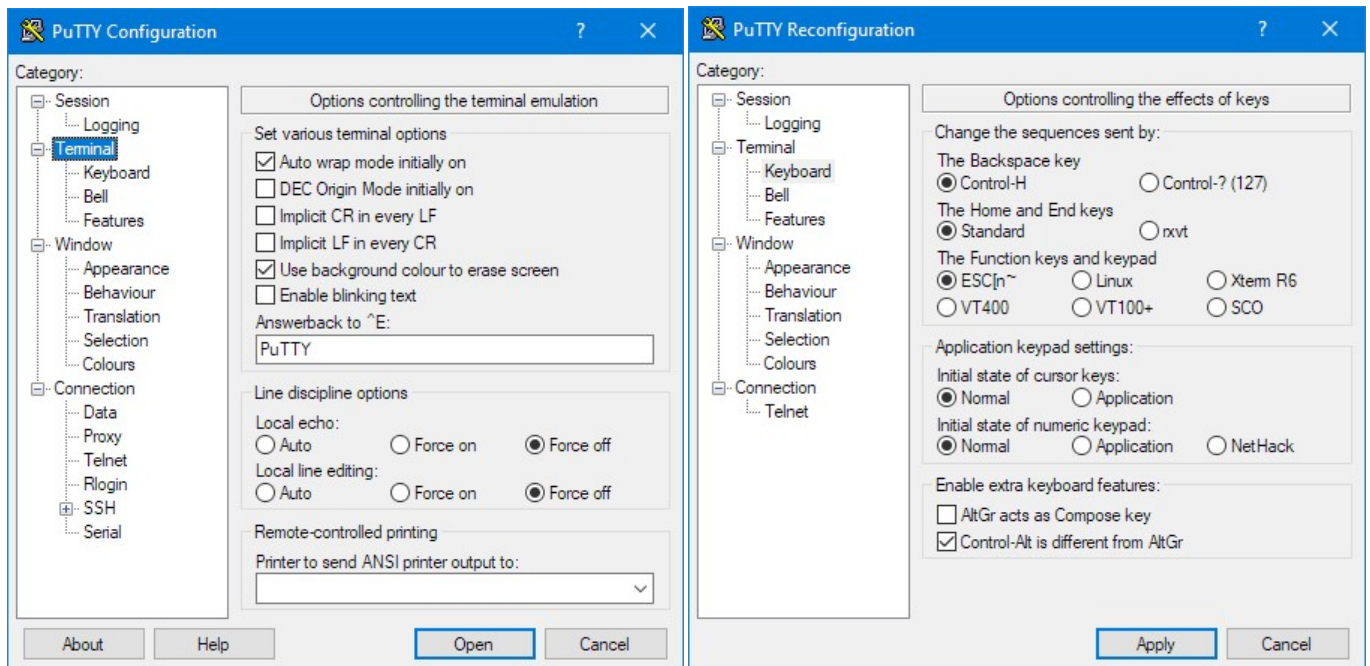 PuTTY Configuration ? ×
Category:
Session
Logging
Terminal
Keyboard
Bell
Features
Window
Appearance
Behaviour
Translation
Selection
Colours
Connection
Data
Proxy
Telnet
Rlogin
SSH
Serial
Options controlling the terminal emulation
Set various terminal options
Auto wrap mode initially on
DEC Origin Mode initially on
Implicit CR in every LF
Implicit LF in every CR
Use background colour to erase screen
Enable blinking text
Answerback to ^E:
PuTTY
Line discipline options
Local echo:
Auto Force on Force off
Local line editing:
Auto Force on Force off
Remote-controlled printing
Printer to send ANSI printer output to:
About Help Open Cancel
PuTTY Reconfiguration ? ×
Category:
Session
Logging
Terminal
Keyboard
Bell
Features
Window
Appearance
Behaviour
Translation
Selection
Colours
Connection
Telnet
Options controlling the effects of keys
Change the sequences sent by:
The Backspace key
Control-H Control-? (127)
The Home and End keys
Standard rxvt
The Function keys and keypad
ESC[n~ Linux Xterm R6
VT400 VT100+ SCO
Application keypad settings:
Initial state of cursor keys:
Normal Application
Initial state of numeric keypad:
Normal Application NetHack
Enable extra keyboard features:
AltGr acts as Compose key
Control-Alt is different from AltGr
Apply Cancel